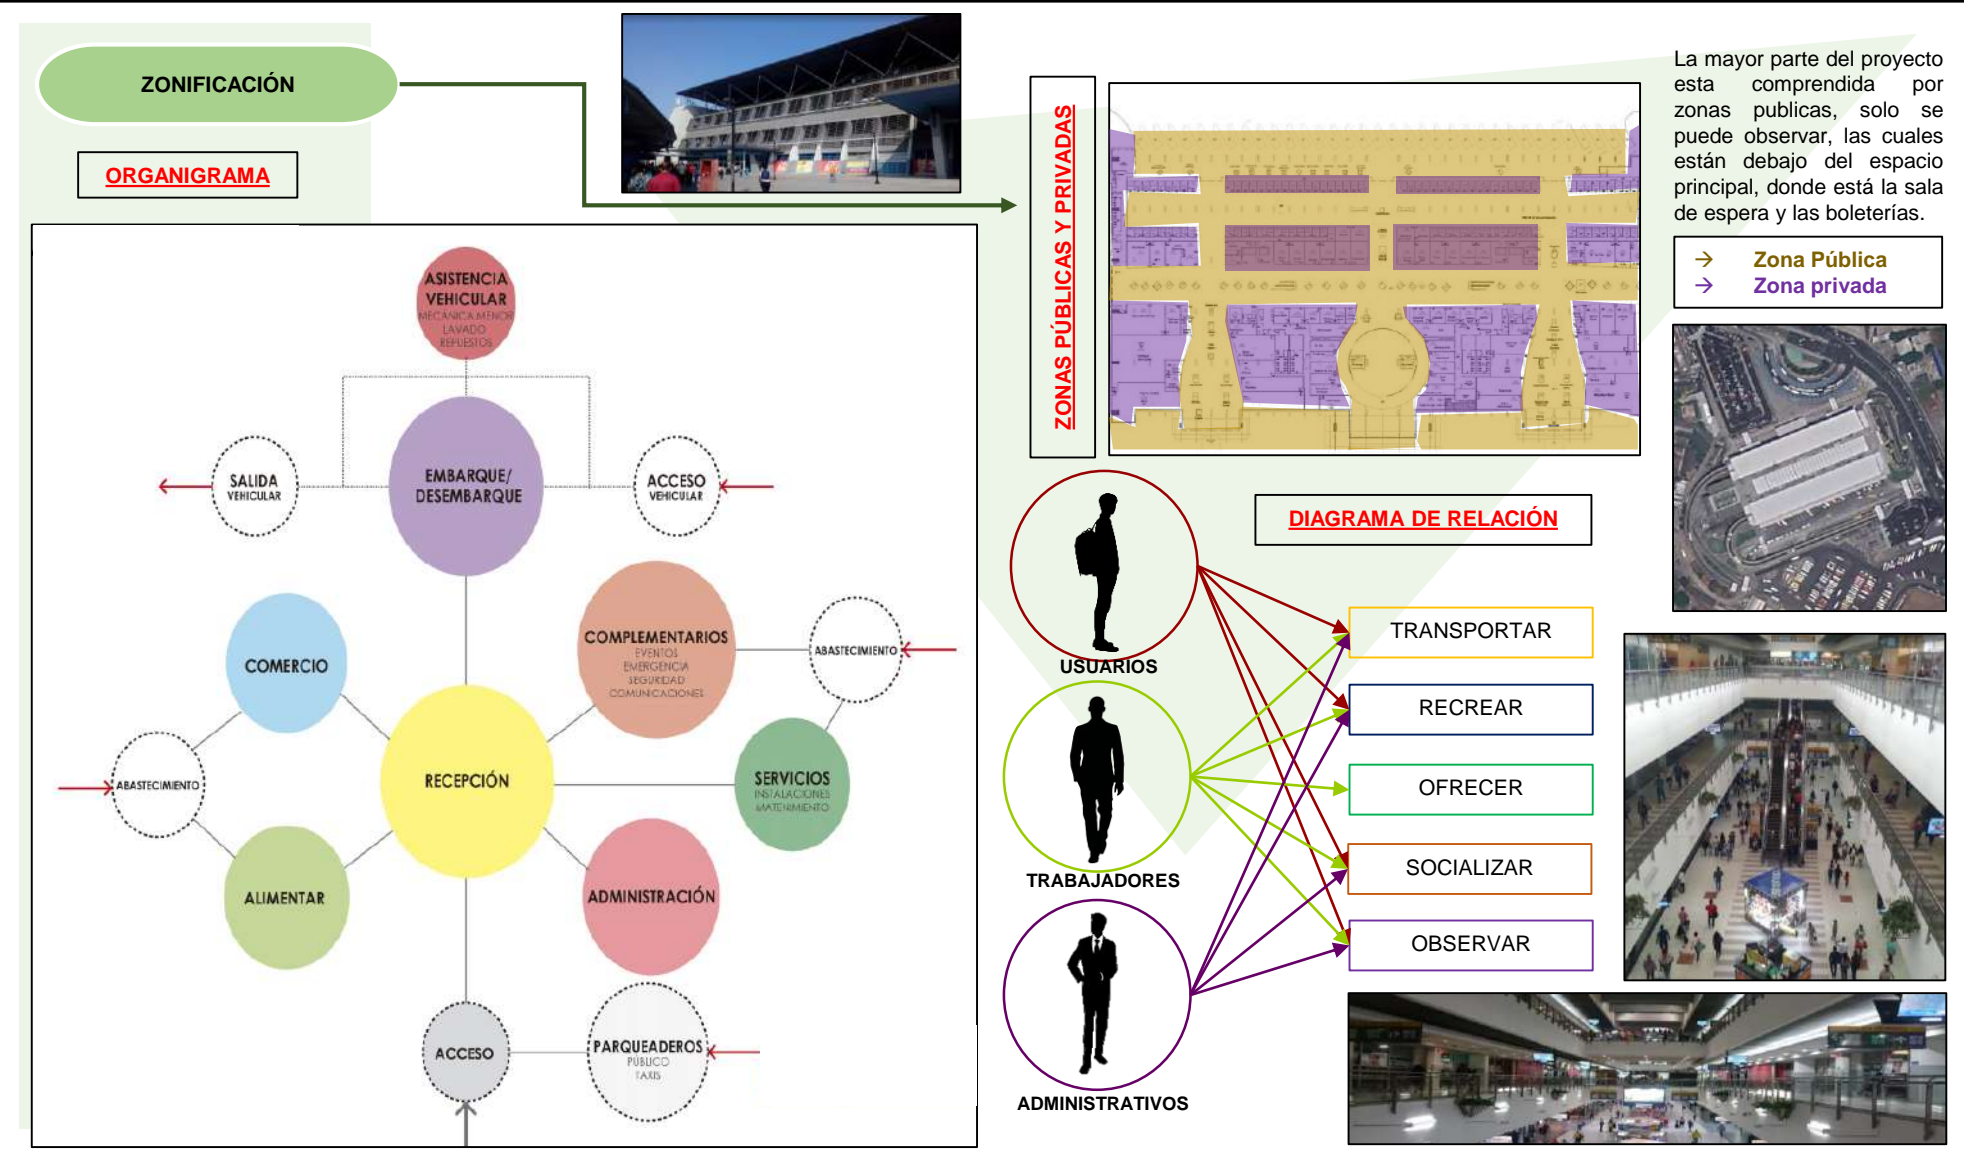 ZONIFICACIÓN
ORGANIGRAMA
ASISTENCIA
VEHICULAR
MECÁNICA MENOR
LAVADO
REPUESTOS
SALIDA
VEHICULAR
EMBARQUE/
DESEMBARQUE
ACCESO
VEHICULAR
COMERCIO
COMPLEMENTARIOS
EVENTOS
EMERGENCIA
SEGURIDAD
COMUNICACIONES
ABASTECIMIENTO
ABASTECIMIENTO
RECEPCIÓN
SERVICIOS
INSTALACIONES
MATENIMIENTO
ALIMENTAR
ADMINISTRACIÓN
ACCESO
PARQUEADEROS
PÚBLICO
TAXIS
ZONAS PÚBLICAS Y PRIVADAS
La mayor parte del proyecto
esta comprendida por
zonas publicas, solo se
puede observar, las cuales
están debajo del espacio
principal, donde está la sala
de espera y las boleterías.
→ Zona Pública
→ Zona privada
DIAGRAMA DE RELACIÓN
USUARIOS
TRABAJADORES
ADMINISTRATIVOS
TRANSPORTAR
RECREAR
OFRECER
SOCIALIZAR
OBSERVAR